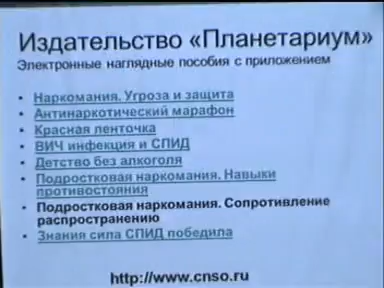 Издательство «Планетариум»
Электронные наглядные пособия с приложением
• Наркомания. Угроза и защита
• Антинаркотический марафон
• Красная ленточка
• ВИЧ инфекция и СПИД
• Детство без алкоголя
• Подростковая наркомания. Навыки
противостояния
• Подростковая наркомания. Сопротивление
распространению
• Знания сила СПИД победила
http://www.cnso.ru